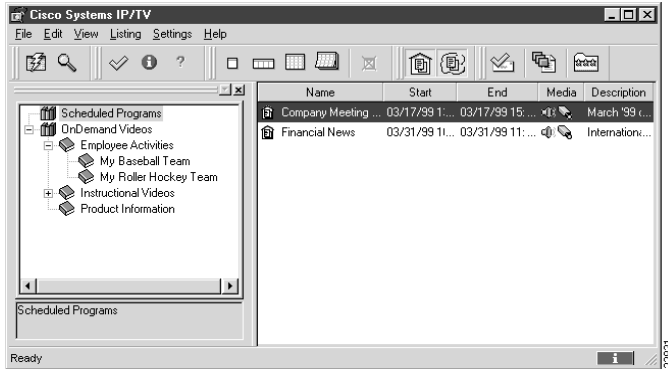 Cisco Systems IP/TV
File Edit View Listing Settings Help
Name Start End Media Description
Scheduled Programs
OnDemand Videos
Employee Activities
My Baseball Team
My Roller Hockey Team
Instructional Videos
Product Information
Company Meeting ... 03/17/99 1:... 03/17/99 15: ... March '99 (...
Financial News 03/31/99 1(... 03/31/99 11: ... Internationa...
Scheduled Programs
Ready